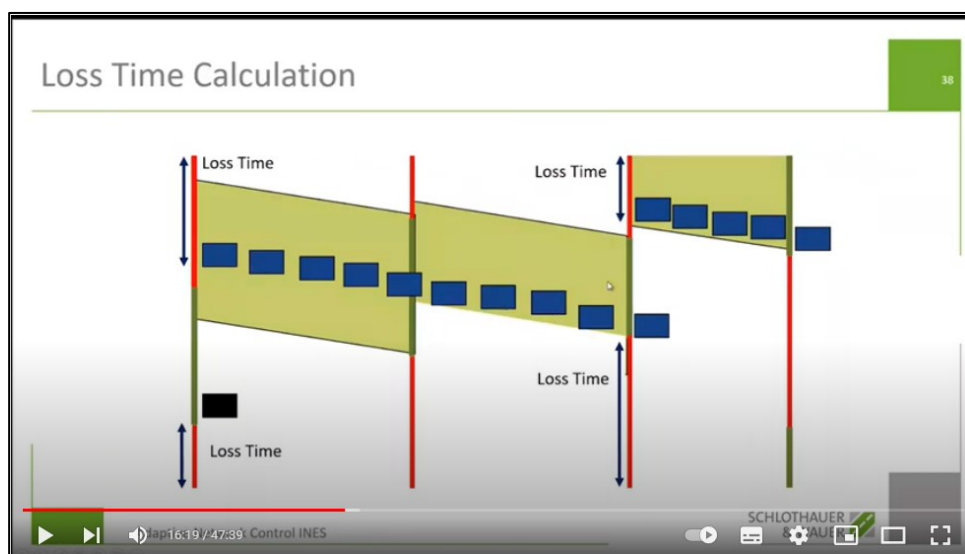 Loss Time Calculation
38
Loss Time
Loss Time
Loss Time
Loss Time
16:19 / 47:39
Control INES
SCHLOTHAUER